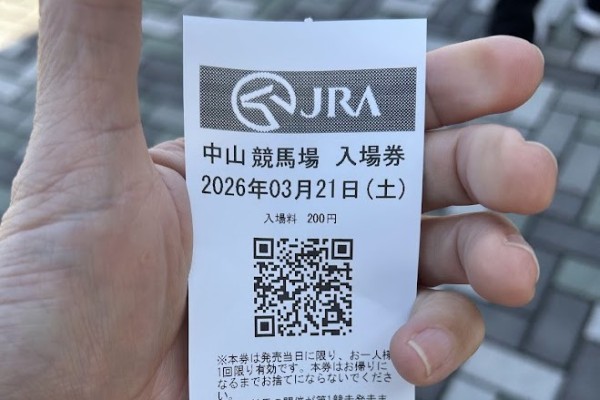 JRA
中山 競馬場 入場券
2026年03月21日(土)
入場料 200円
※本券は発売当日に限り、お一人様
1回限り有効です。本券はお帰りに
なるまでお捨てにならないでくだ
さい。